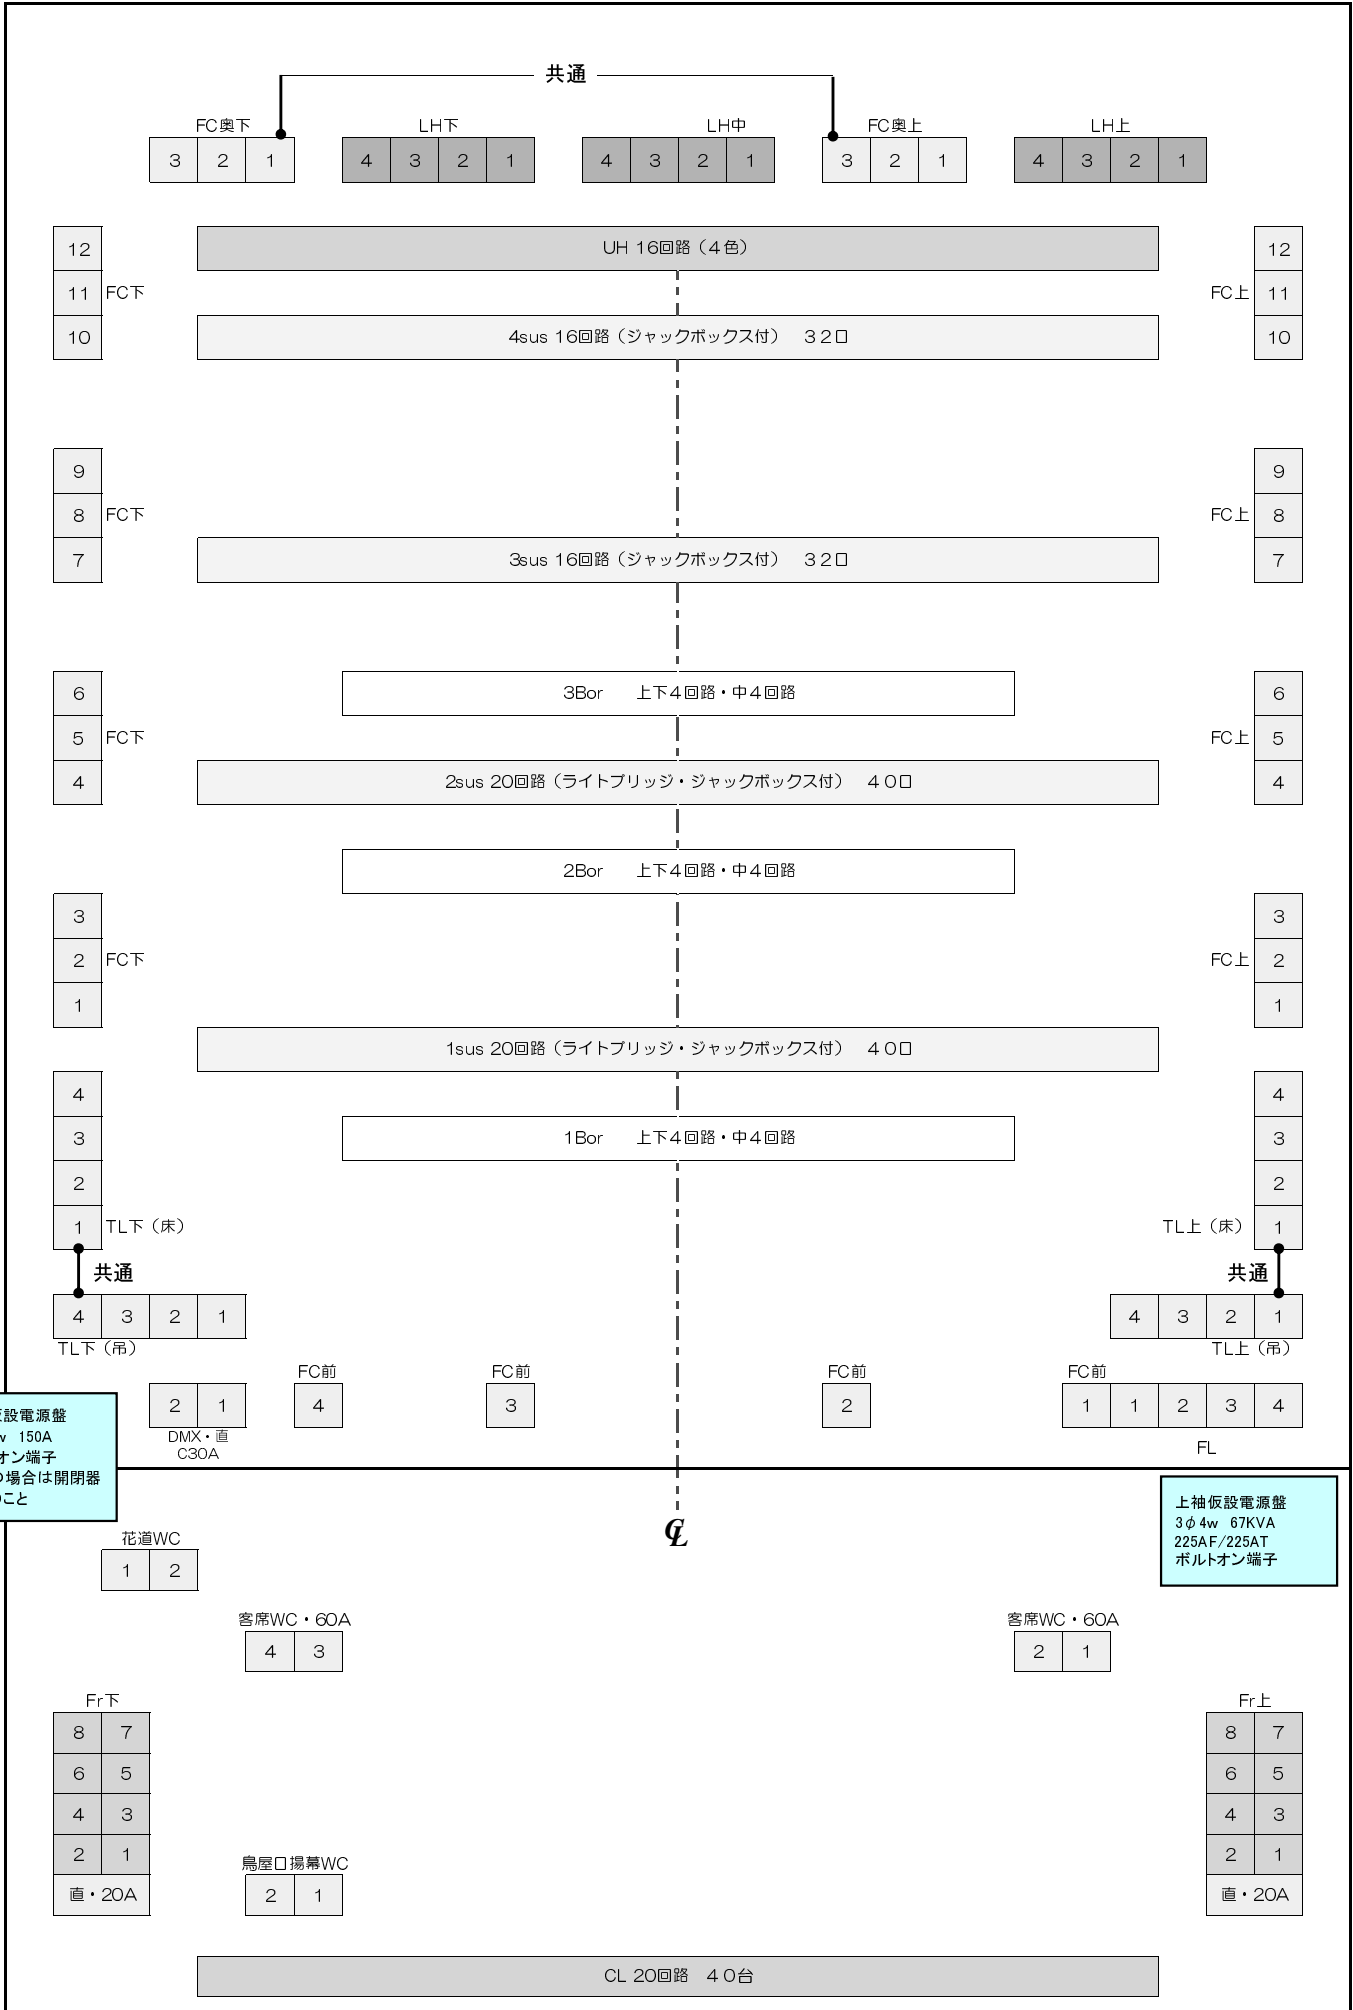 共通
FC奥下 LH下 LH中 FC奥上 LH上
3 2 1 4 3 2 1 4 3 2 1 3 2 1 4 3 2 1
12 UH 16回路（4色） 12
11 FC下 FC上 11
10 4sus 16回路（ジャックボックス付） 32口 10
9 9
8 FC下 FC上 8
7 3sus 16回路（ジャックボックス付） 32口 7
6 3Bor 上下4回路・中4回路 6
5 FC下 FC上 5
4 2sus 20回路（ライトブリッジ・ジャックボックス付） 40口 4
2Bor 上下4回路・中4回路
3 3
2 FC下 FC上 2
1 1
1sus 20回路（ライトブリッジ・ジャックボックス付） 40口
4 4
3 1Bor 上下4回路・中4回路 3
2 2
1 TL下（床） TL上（床） 1
共通 共通
4 3 2 1 4 3 2 1
TL下（吊） TL上（吊）
FC前 FC前 FC前 FC前
2 1 4 3 2 1 1 2 3 4
DMX・直
C30A
FL
設電源盤
150A
オン端子
場合は開閉器
こと
上袖仮設電源盤
3φ4w 67KVA
225AF/225AT
ボルトオン端子
℄
花道WC
1 2
客席WC・60A 客席WC・60A
4 3 2 1
Fr下 Fr上
8 7 8 7
6 5 6 5
4 3 4 3
2 1 2 1
鳥屋口揚幕WC
直・20A 2 1 直・20A
CL 20回路 40台